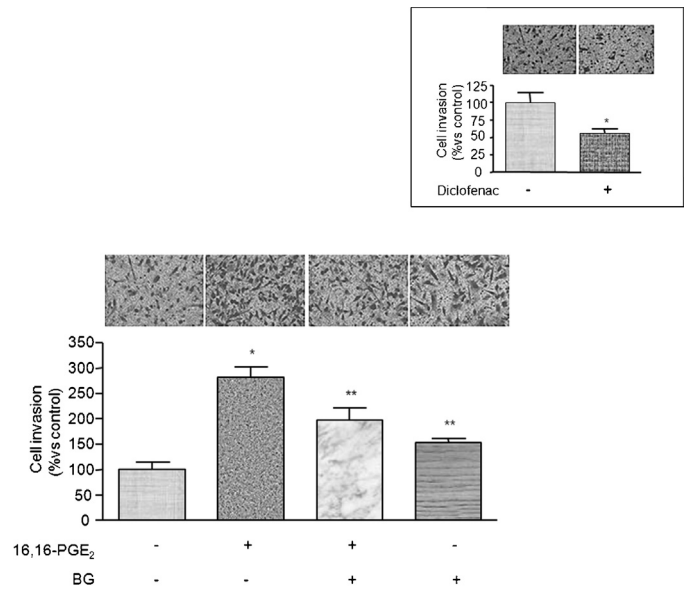 Cell invasion
(%vs control)
125
100
75
50
25
0
*
Diclofenac - +
Cell invasion
(%vs control)
350
300
250
200
150
100
50
0
*
**
**
16,16-PGE₂ - + + -
BG - - + +